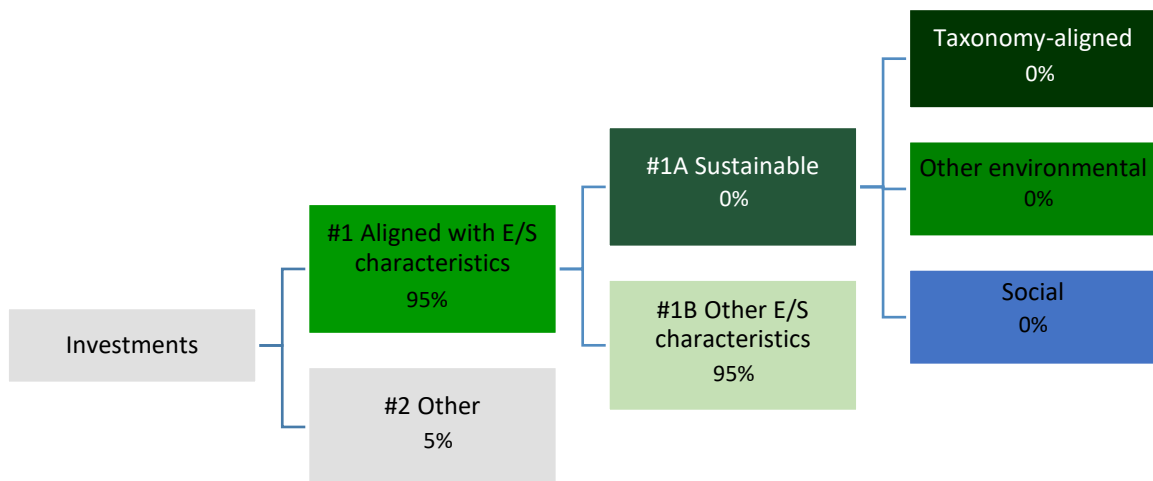 Investments
#1 Aligned with E/S
characteristics
95%
#2 Other
5%
#1A Sustainable
0%
#1B Other E/S
characteristics
95%
Taxonomy-aligned
0%
Other environmental
0%
Social
0%